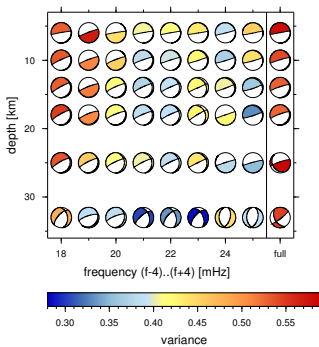 10
20
30
depth [km]
18 20 22 24 full
frequency (f-4)..(f+4) [mHz]
0.30 0.35 0.40 0.45 0.50 0.55
variance